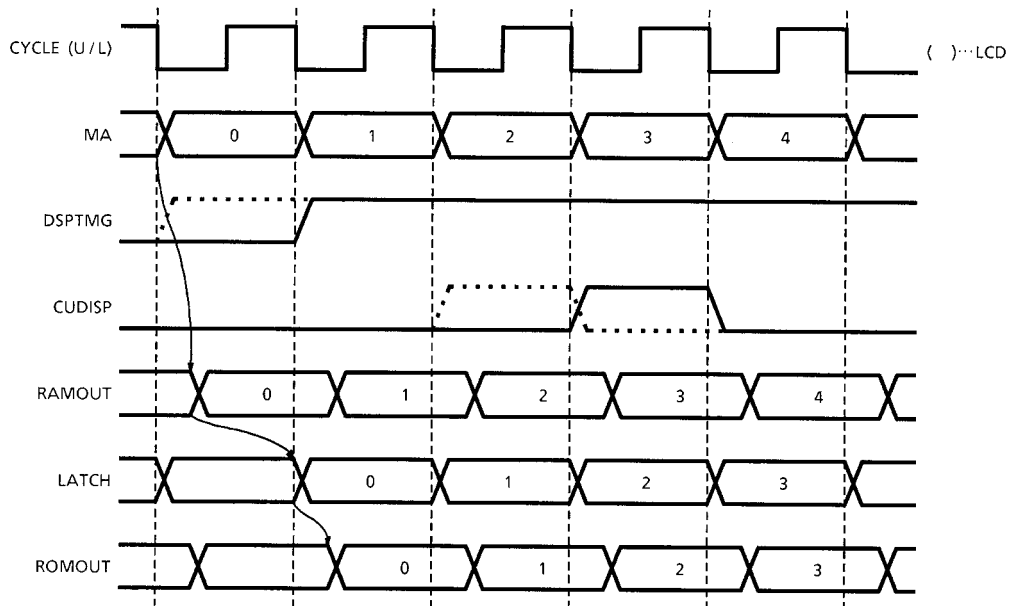 CYCLE (U/L)
( )…LCD
MA 0 1 2 3 4
DSPTMG
CUDISP
RAMOUT 0 1 2 3 4
LATCH 0 1 2 3
ROMOUT 0 1 2 3